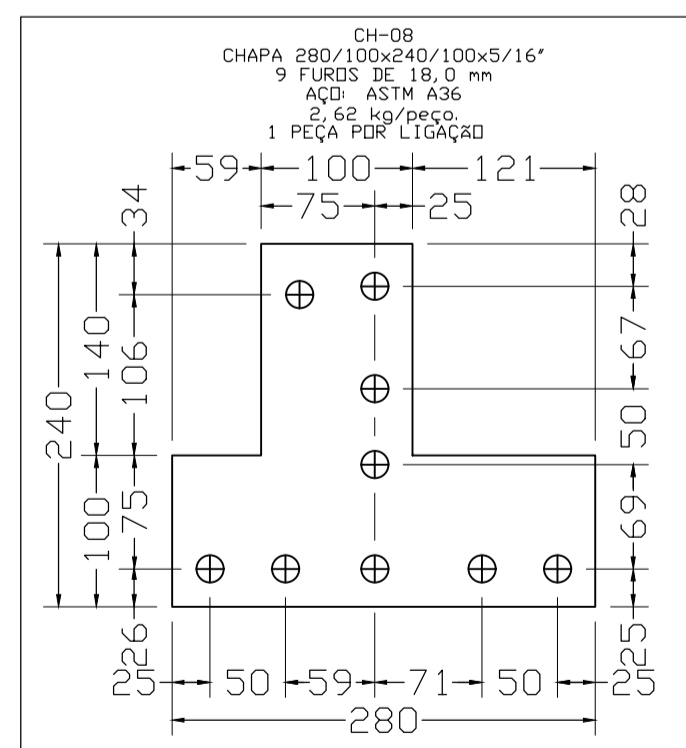 CH-08
CHAPA 280/100x240/100x5/16"
9 FUROS DE 18,0 mm
AÇO: ASTM A36
2,62 kg/peço.
1 PEÇA POR LIGAÇÃO
59 100 121
75 25
34
28
240
140
106
67
50
100
75
69
26
25
25 50 59 71 50 25
280